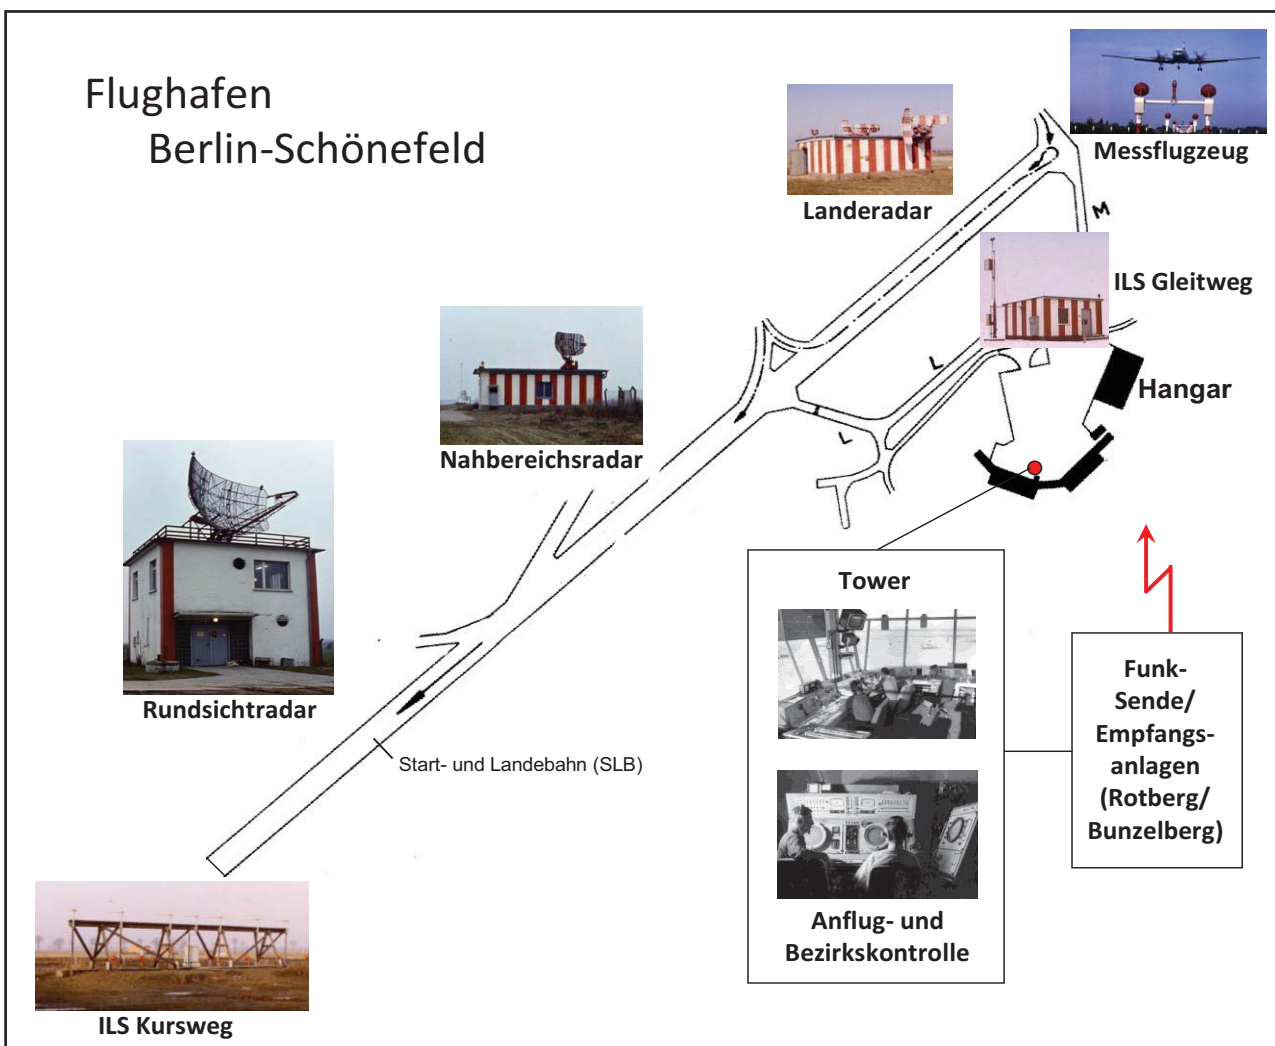 Flughafen
Berlin-Schönefeld
Messflugzeug
Landeradar
M
ILS Gleitweg
L
Hangar
L
Nahbereichsradar
Rundsichtradar
Start- und Landebahn (SLB)
Tower
Anflug- und
Bezirkskontrolle
Funk-
Sende/
Empfangs-
anlagen
(Rotberg/
Bunzelberg)
ILS Kursweg